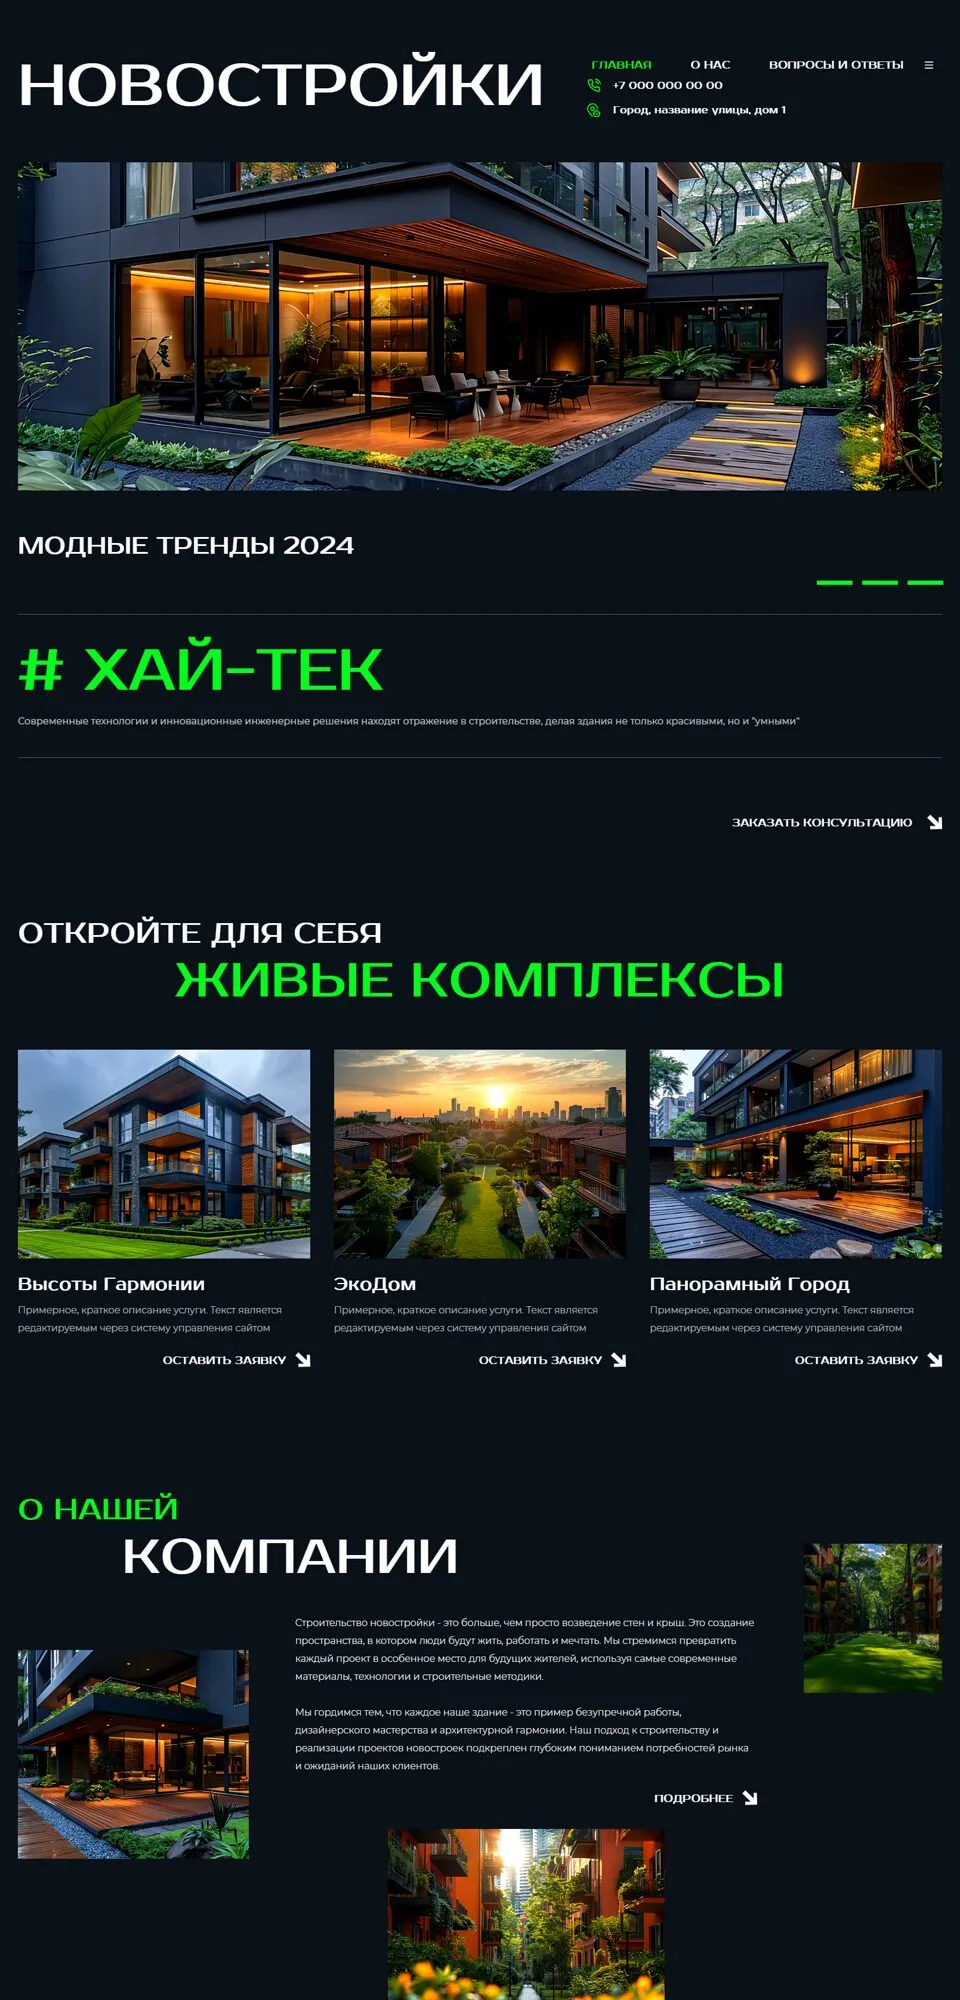 НОВОСТРОЙКИ
ГЛАВНАЯ О НАС ВОПРОСЫ И ОТВЕТЫ
+7 000 000 00 00
Город, название улицы, дом 1
МОДНЫЕ ТРЕНДЫ 2024
# ХАЙ-ТЕК
Современные технологии и инновационные инженерные решения находят отражение в строительстве, делая здания не только красивыми, но и "умными"
ЗАКАЗАТЬ КОНСУЛЬТАЦИЮ
ОТКРОЙТЕ ДЛЯ СЕБЯ
ЖИВЫЕ КОМПЛЕКСЫ
Высоты Гармонии
Примерное, краткое описание услуги. Текст является
редактируемым через систему управления сайтом
ОСТАВИТЬ ЗАЯВКУ
ЭкоДом
Примерное, краткое описание услуги. Текст является
редактируемым через систему управления сайтом
ОСТАВИТЬ ЗАЯВКУ
Панорамный Город
Примерное, краткое описание услуги. Текст является
редактируемым через систему управления сайтом
ОСТАВИТЬ ЗАЯВКУ
О НАШЕЙ
КОМПАНИИ
Строительство новостройки - это больше, чем просто возведение стен и крыш. Это создание
пространства, в котором люди будут жить, работать и мечтать. Мы стремимся превратить
каждый проект в особенное место для будущих жителей, используя самые современные
материалы, технологии и строительные методики.
Мы гордимся тем, что каждое наше здание - это пример безупречной работы,
дизайнерского мастерства и архитектурной гармонии. Наш подход к строительству и
реализации проектов новостроек подкреплен глубоким пониманием потребностей рынка
и ожиданий наших клиентов.
ПОДРОБНЕЕ